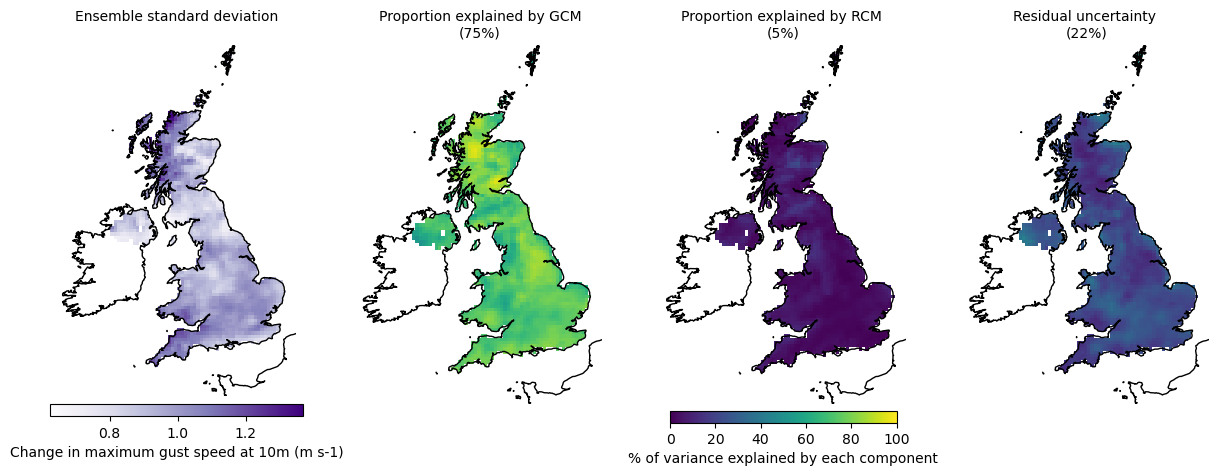 Ensemble standard deviation
Proportion explained by GCM
(75%)
Proportion explained by RCM
(5%)
Residual uncertainty
(22%)
0.8 1.0 1.2
Change in maximum gust speed at 10m (m s-1)
0 20 40 60 80 100
% of variance explained by each component